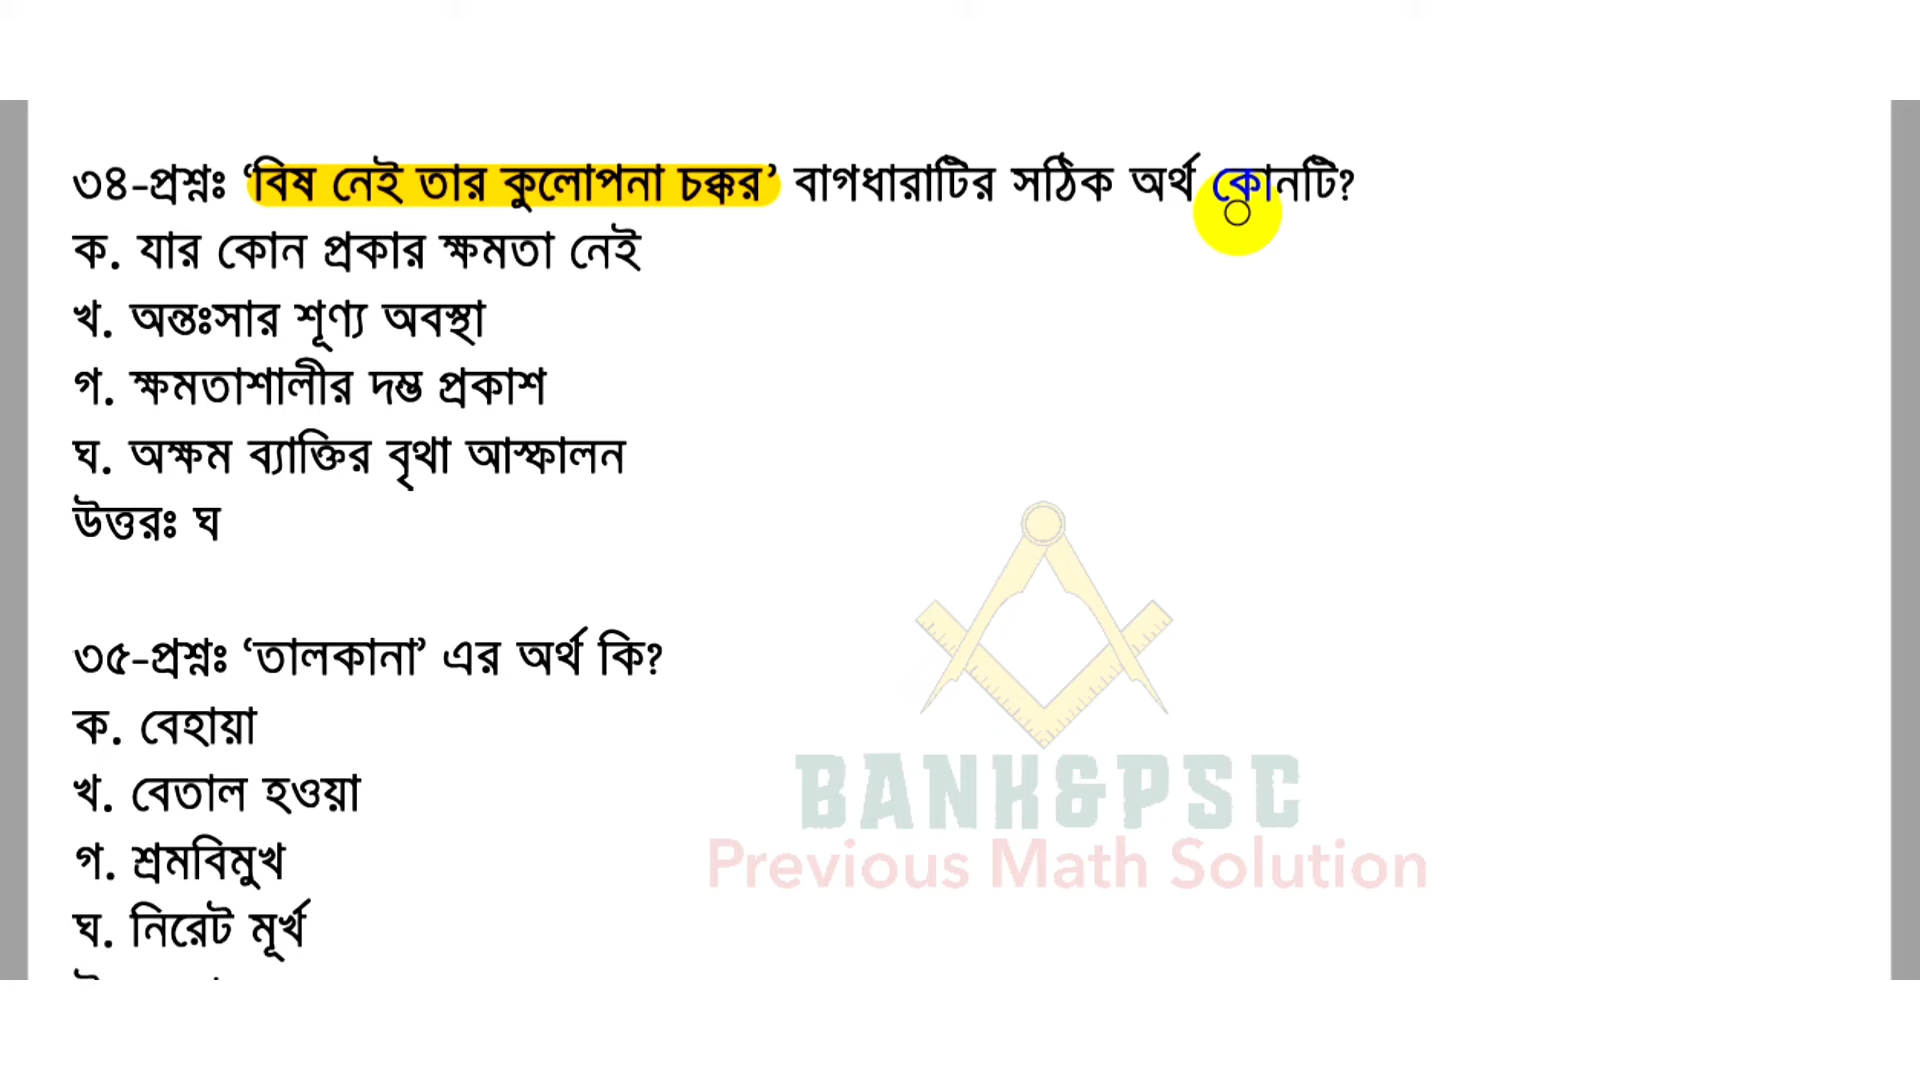 ৩৪-প্রশ্নঃ ‘বিষ নেই তার কুলোপনা চক্কর’ বাগধারাটির সঠিক অর্থ কোনটি?
ক. যার কোন প্রকার ক্ষমতা নেই
খ. অন্তঃসার শূণ্য অবস্থা
গ. ক্ষমতাশালীর দম্ভ প্রকাশ
ঘ. অক্ষম ব্যাক্তির বৃথা আস্ফালন
উত্তরঃ ঘ
৩৫-প্রশ্নঃ ‘তালকানা’ এর অর্থ কি?
ক. বেহায়া
খ. বেতাল হওয়া
গ. শ্রমবিমুখ
ঘ. নিরেট মূর্খ
BANK&PSC
Previous Math Solution